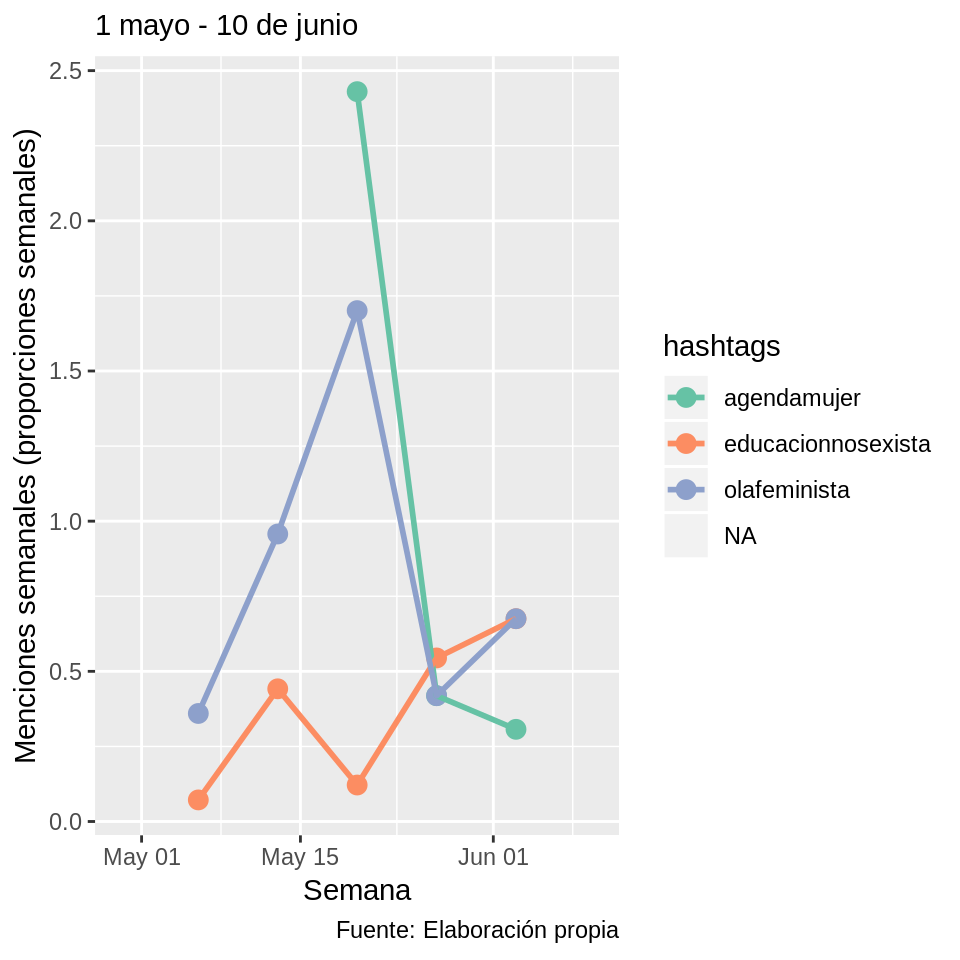 1 mayo - 10 de junio
Menciones semanales (proporciones semanales)
2.5
2.0
1.5
1.0
0.5
0.0
May 01
May 15
Jun 01
Semana
Fuente: Elaboración propia
hashtags
agendamujer
educacionnosexista
olafeminista
NA